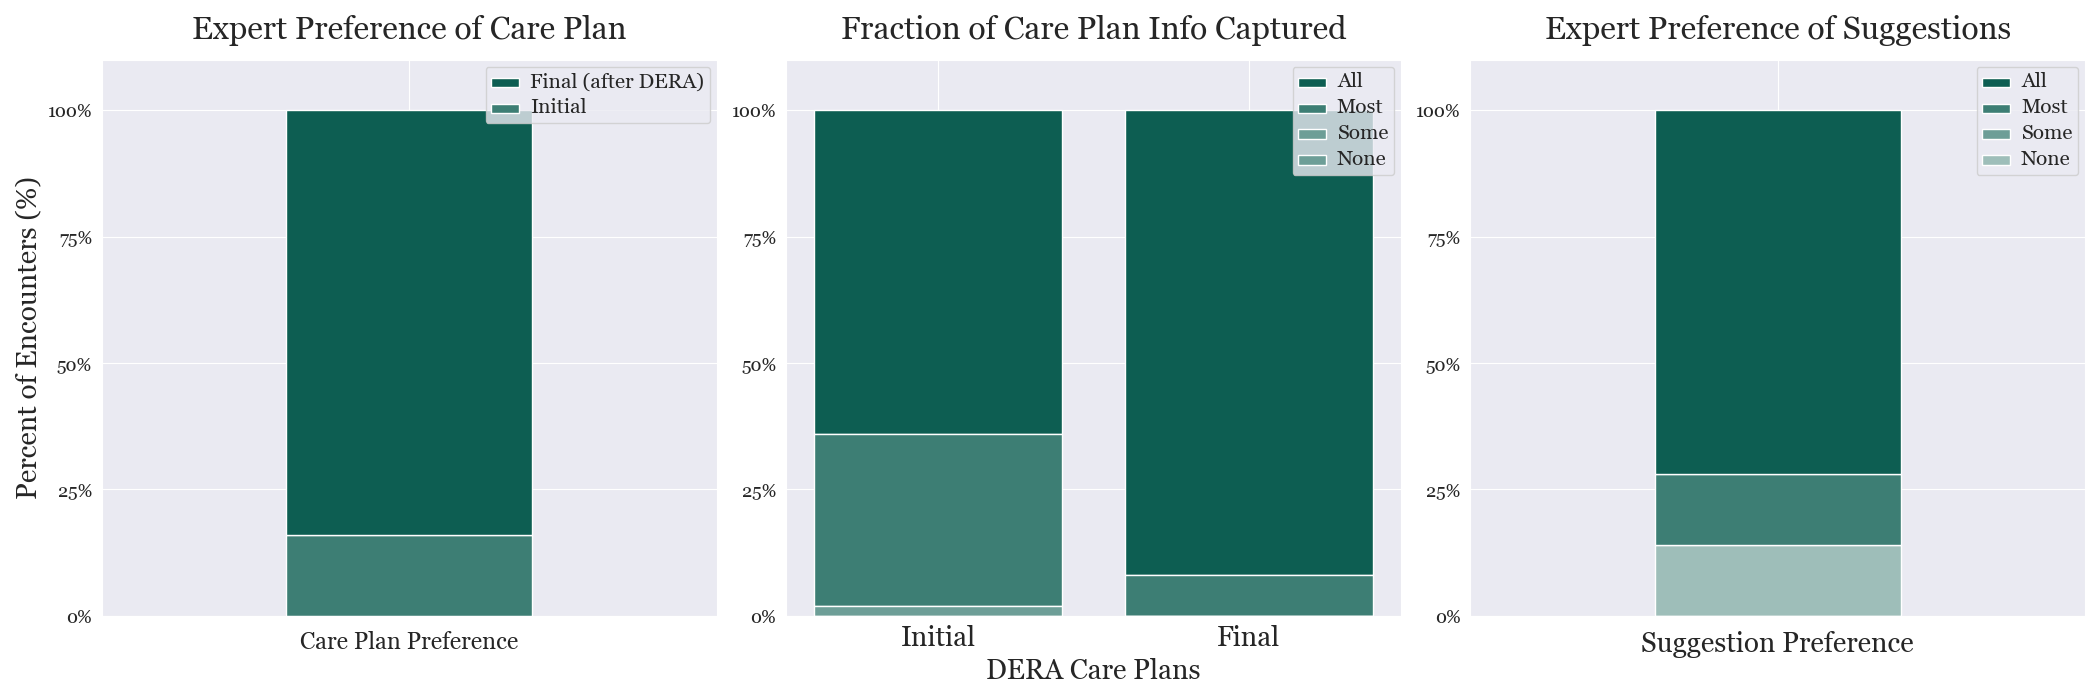 Expert Preference of Care Plan
Final (after DERA)
Initial
Percent of Encounters (%)
100%
75%
50%
25%
0%
Care Plan Preference
Fraction of Care Plan Info Captured
All
Most
Some
None
100%
75%
50%
25%
0%
Initial
Final
DERA Care Plans
Expert Preference of Suggestions
All
Most
Some
None
100%
75%
50%
25%
0%
Suggestion Preference